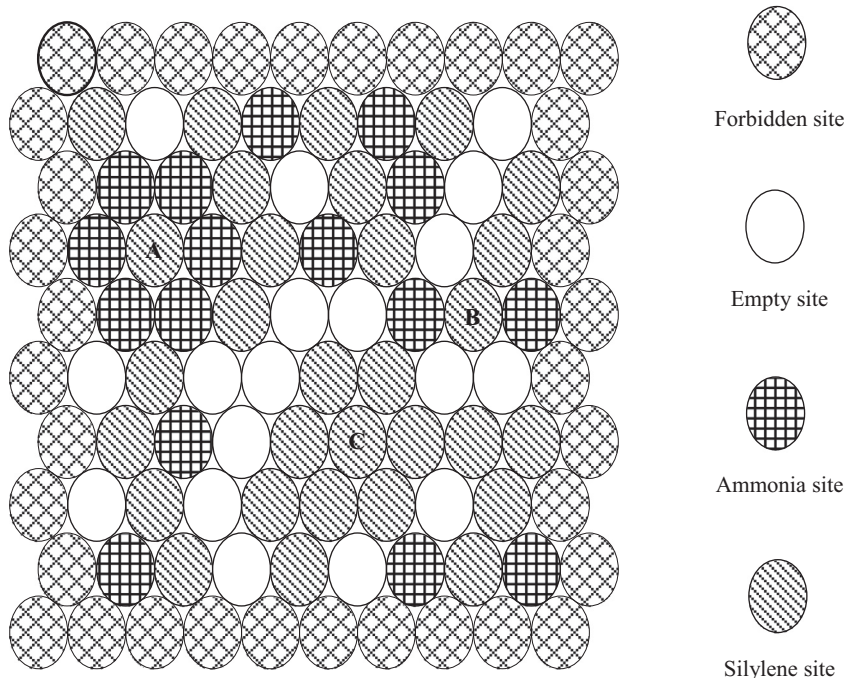 Forbidden site
A
Empty site
B
Ammonia site
C
Silylene site